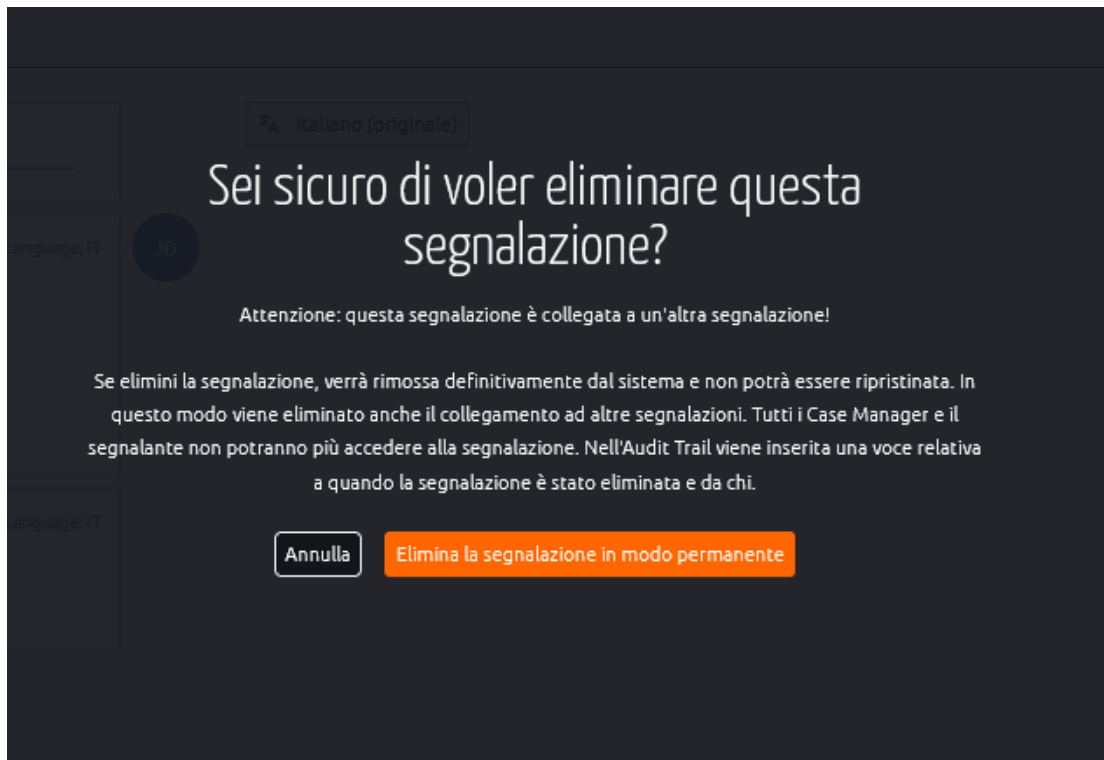 Italiano (originale)
Sei sicuro di voler eliminare questa
segnalazione?
Language: IT
JD
Attenzione: questa segnalazione è collegata a un'altra segnalazione!
Se elimini la segnalazione, verrà rimossa definitivamente dal sistema e non potrà essere ripristinata. In
questo modo viene eliminato anche il collegamento ad altre segnalazioni. Tutti i Case Manager e il
segnalante non potranno più accedere alla segnalazione. Nell'Audit Trail viene inserita una voce relativa
a quando la segnalazione è stato eliminata e da chi.
Language: IT
Annulla
Elimina la segnalazione in modo permanente